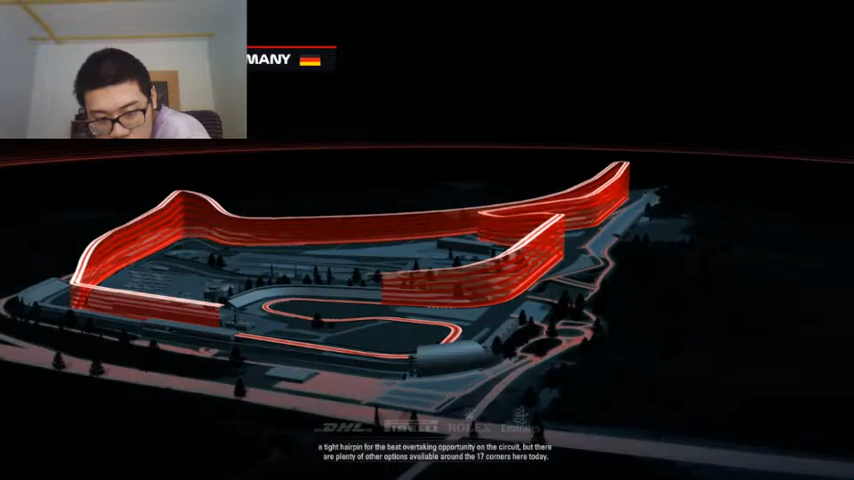 MANY
DHL PIRELLI ROLEX Emirates
a tight hairpin for the best overtaking opportunity on the circuit, but there
are plenty of other options available around the 17 corners here today.